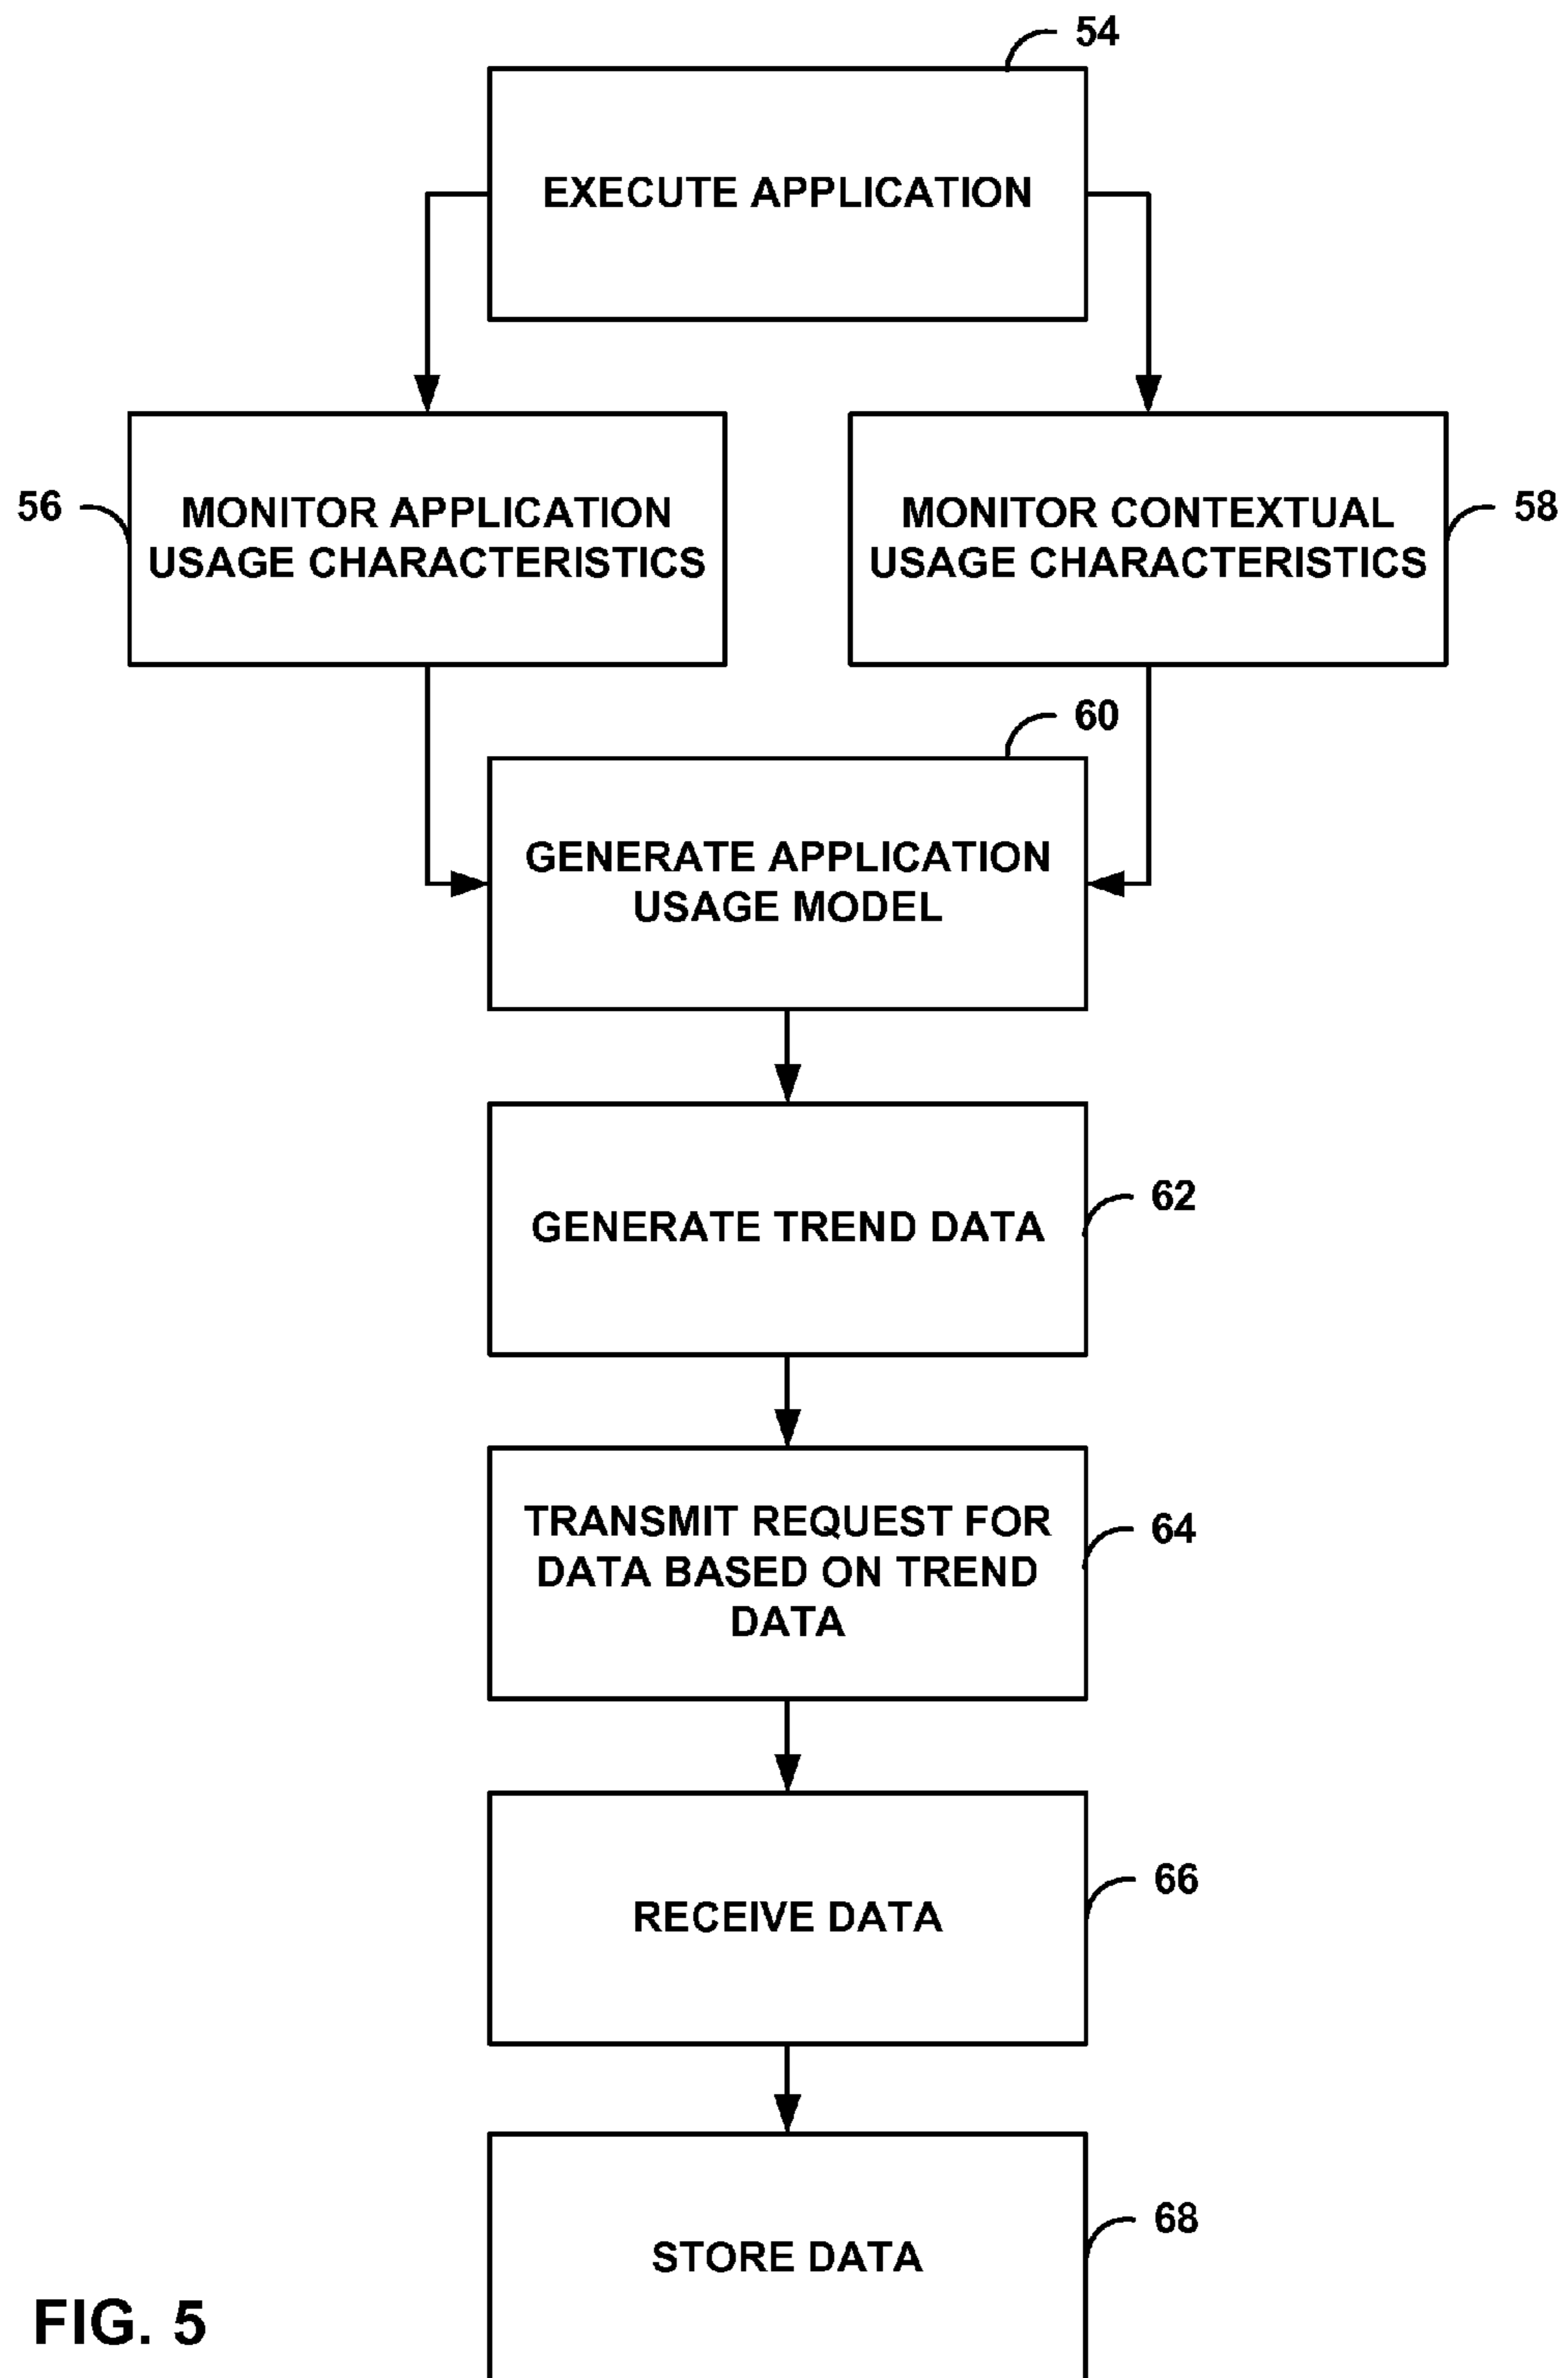 54
EXECUTE APPLICATION
56
MONITOR APPLICATION
USAGE CHARACTERISTICS
MONITOR CONTEXTUAL
USAGE CHARACTERISTICS
58
60
GENERATE APPLICATION
USAGE MODEL
GENERATE TREND DATA
62
TRANSMIT REQUEST FOR
DATA BASED ON TREND
DATA
64
RECEIVE DATA
66
STORE DATA
68
FIG. 5